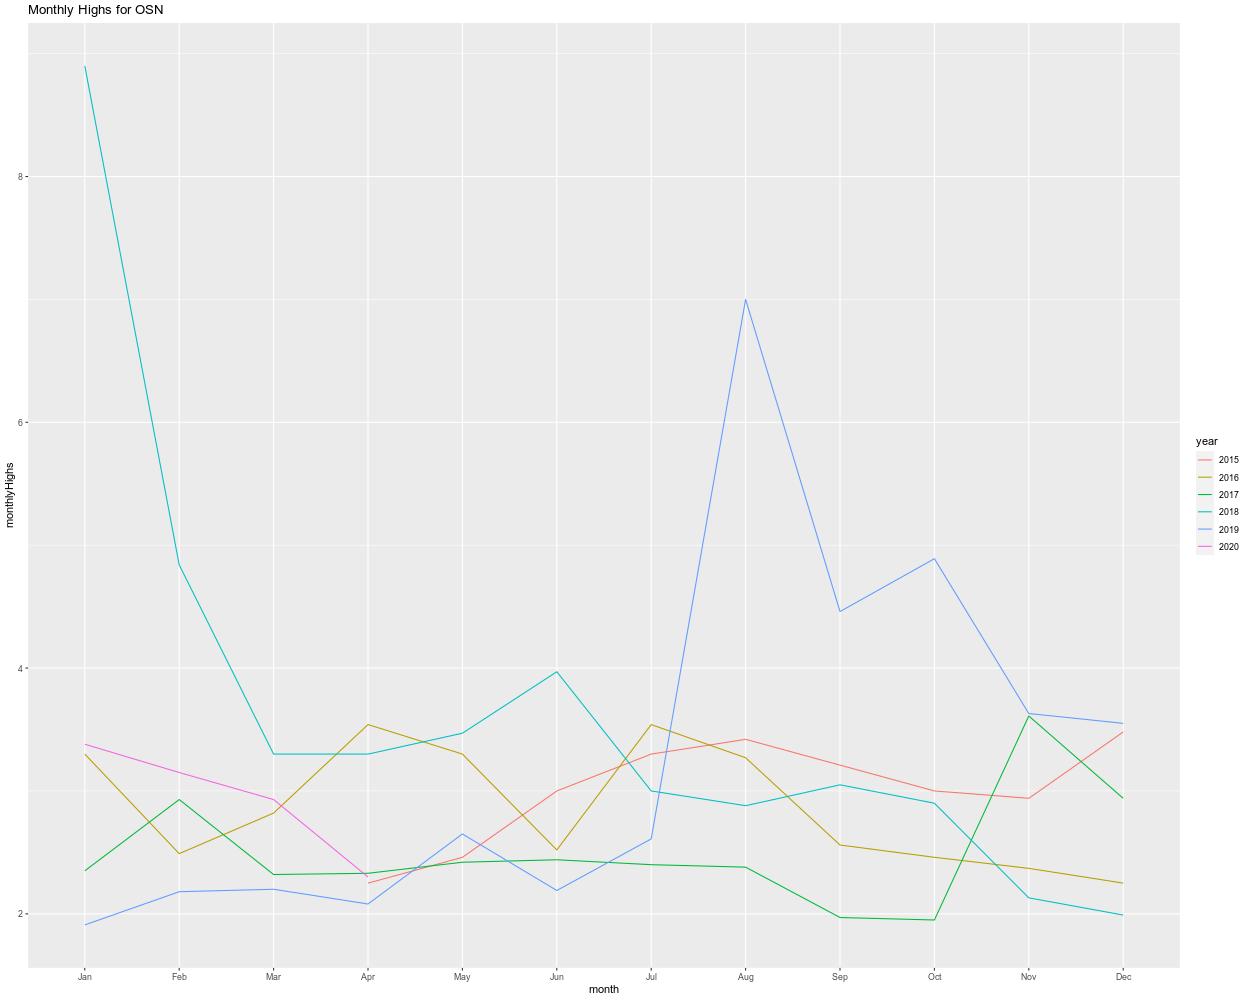 Monthly Highs for OSN
monthlyHighs
8
6
4
2
Jan Feb Mar Apr May Jun Jul Aug Sep Oct Nov Dec
month
year
2015
2016
2017
2018
2019
2020